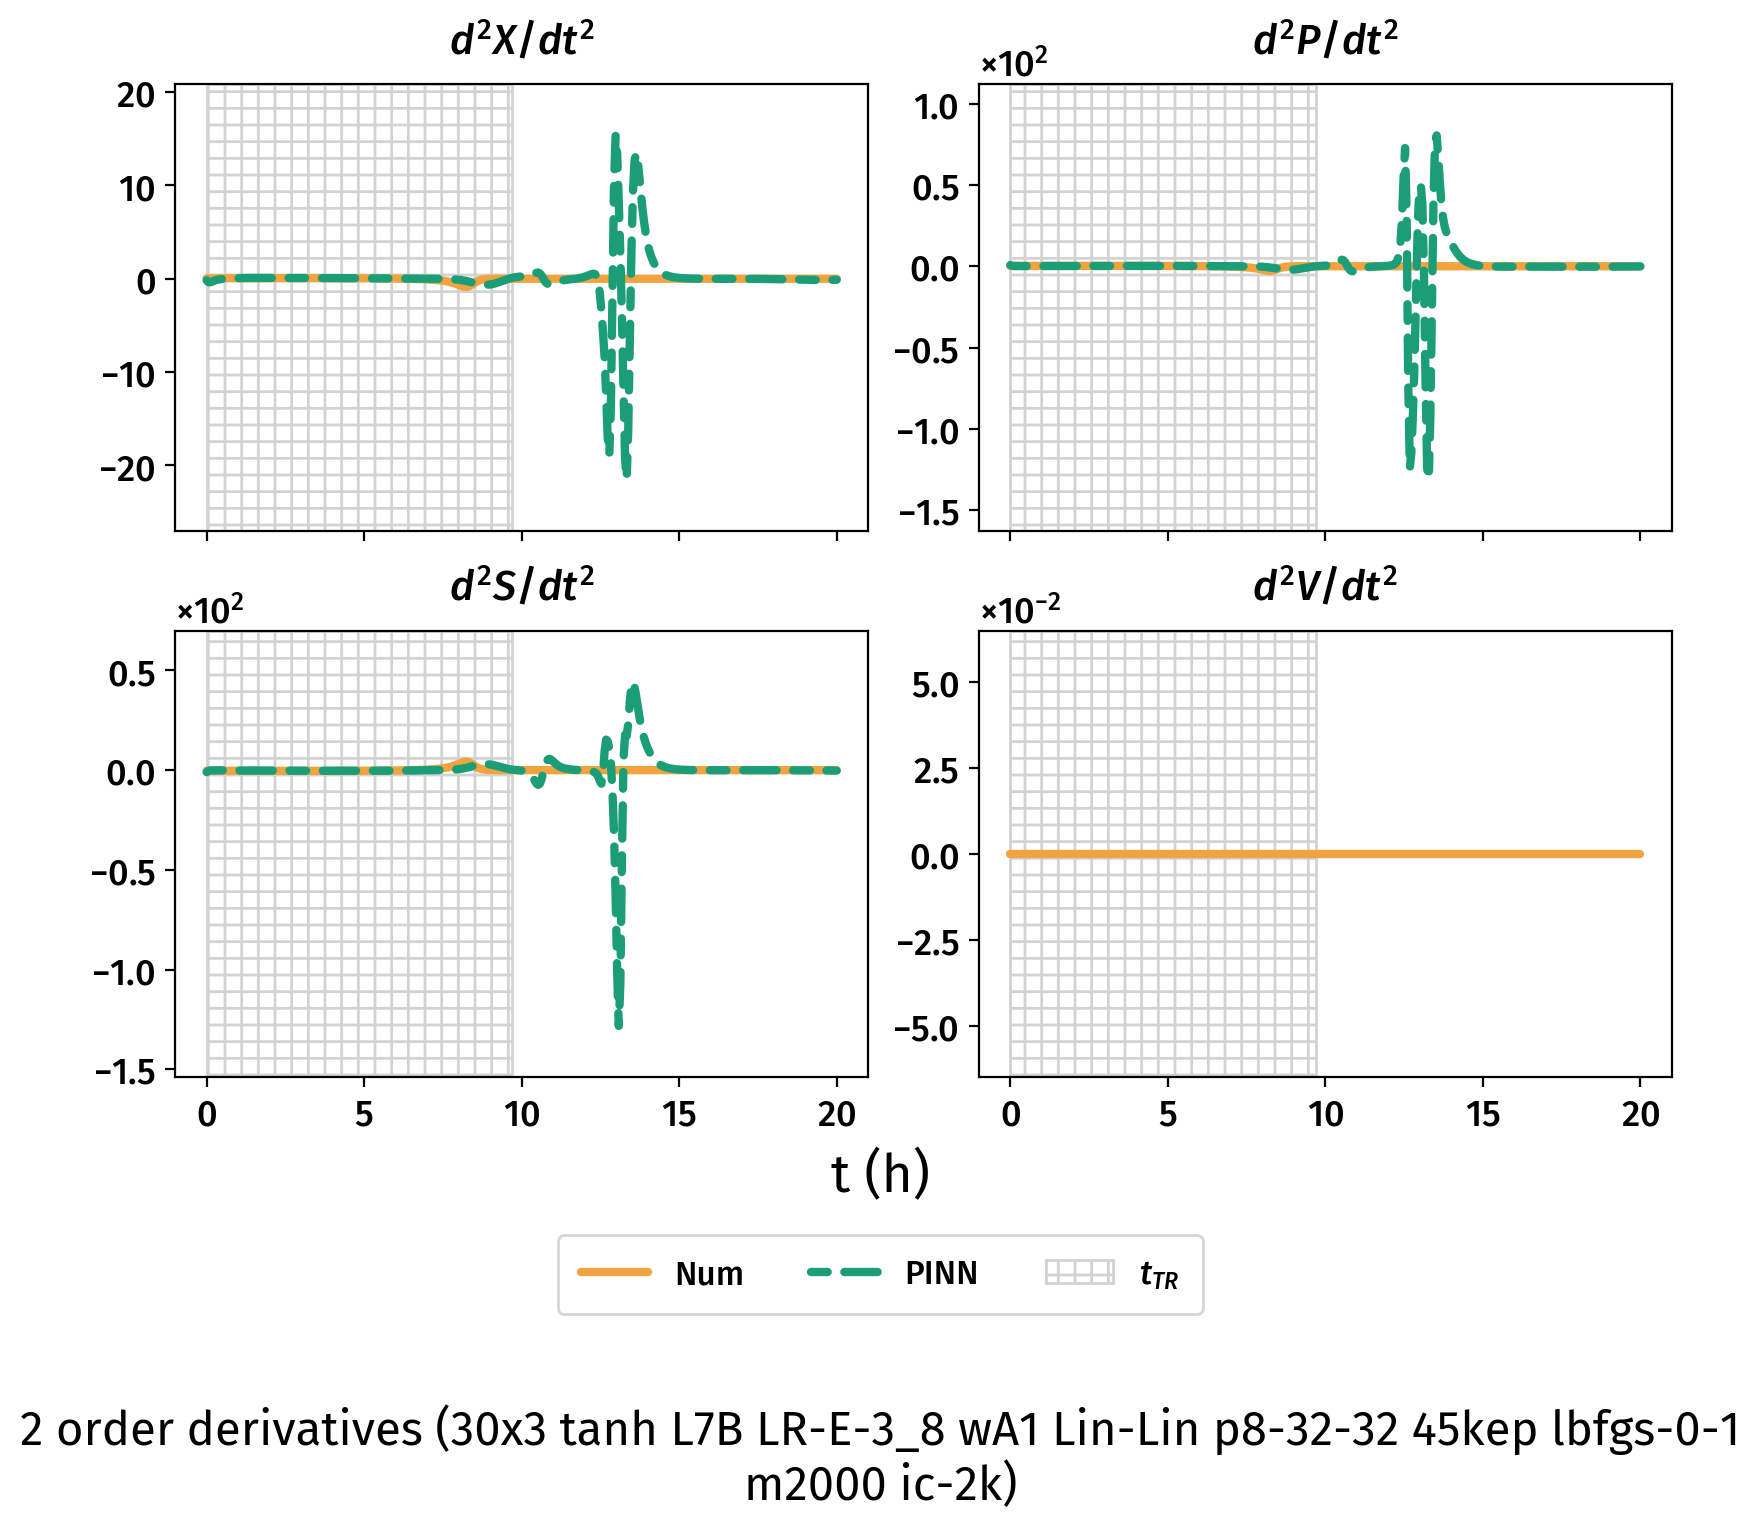 d²X/dt²
d²P/dt²
×10²
20
10
0
−10
−20
1.0
0.5
0.0
−0.5
−1.0
−1.5
d²S/dt²
d²V/dt²
×10²
×10⁻²
0.5
0.0
−0.5
−1.0
−1.5
5.0
2.5
0.0
−2.5
−5.0
0 5 10 15 20
0 5 10 15 20
t (h)
Num PINN t_TR
2 order derivatives (30x3 tanh L7B LR-E-3_8 wA1 Lin-Lin p8-32-32 45kep lbfgs-0-1
m2000 ic-2k)